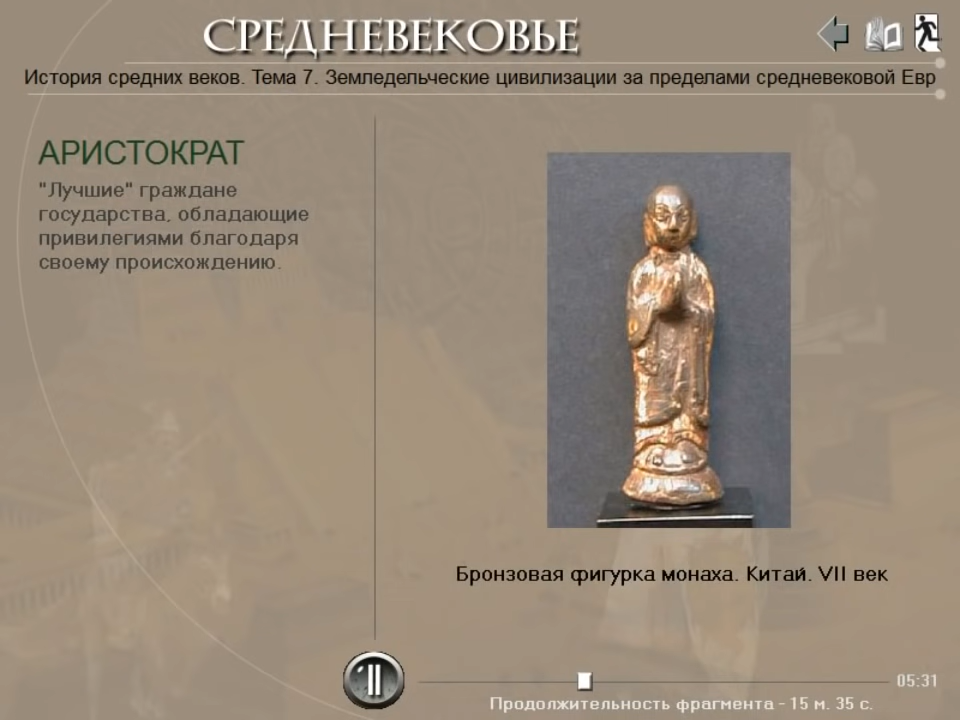 СРЕДНЕВЕКОВЬЕ
История средних веков. Тема 7. Земледельческие цивилизации за пределами средневековой Евр
АРИСТОКРАТ
"Лучшие" граждане
государства, обладающие
привилегиями благодаря
своему происхождению.
Бронзовая фигурка монаха. Китай. VII век
05:31
Продолжительность фрагмента - 15 м. 35 с.